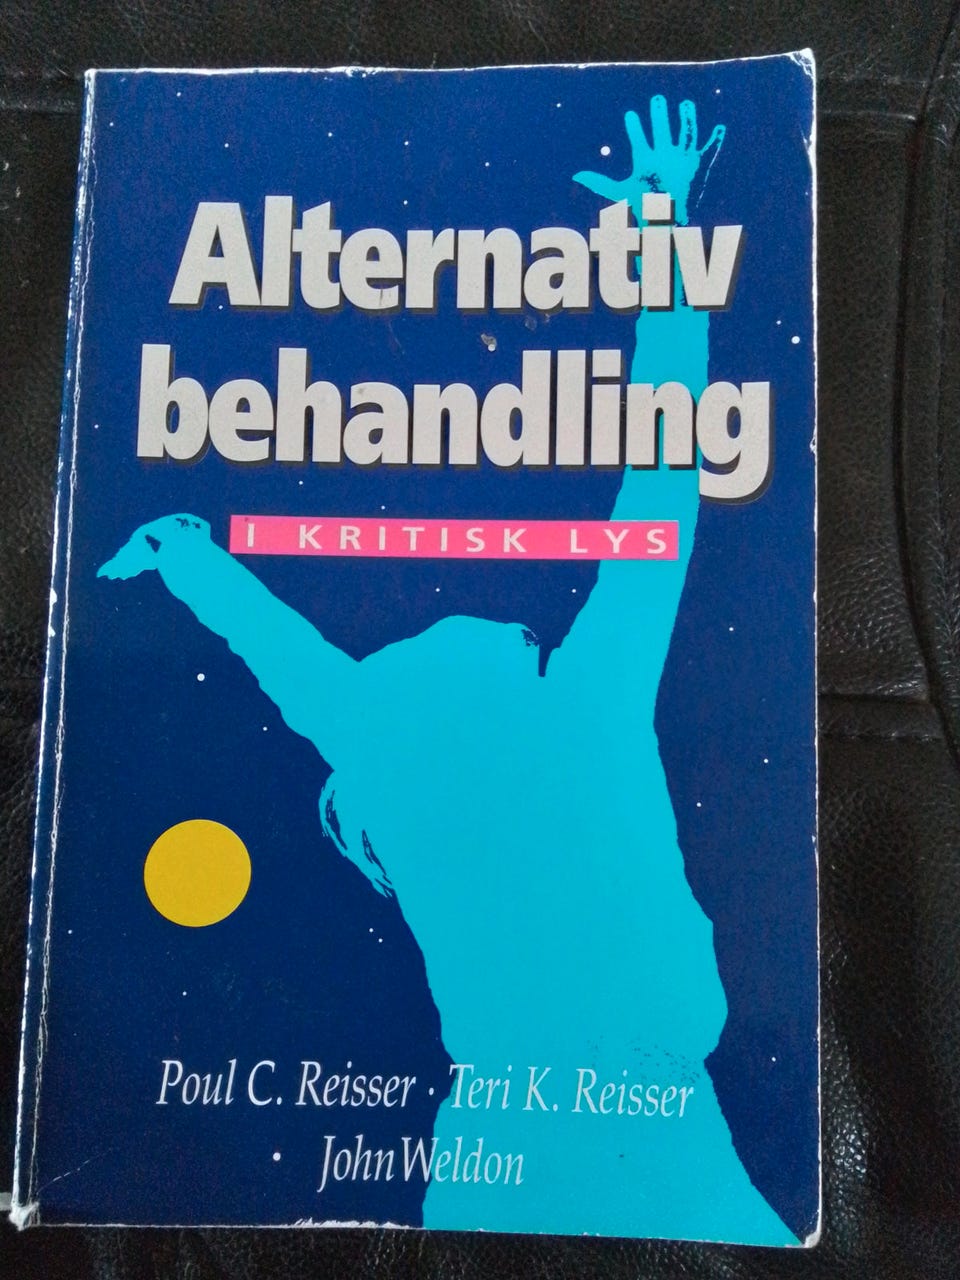 Alternativ
behandling
I KRITISK LYS
Poul C. Reisser · Teri K. Reisser
· John Weldon